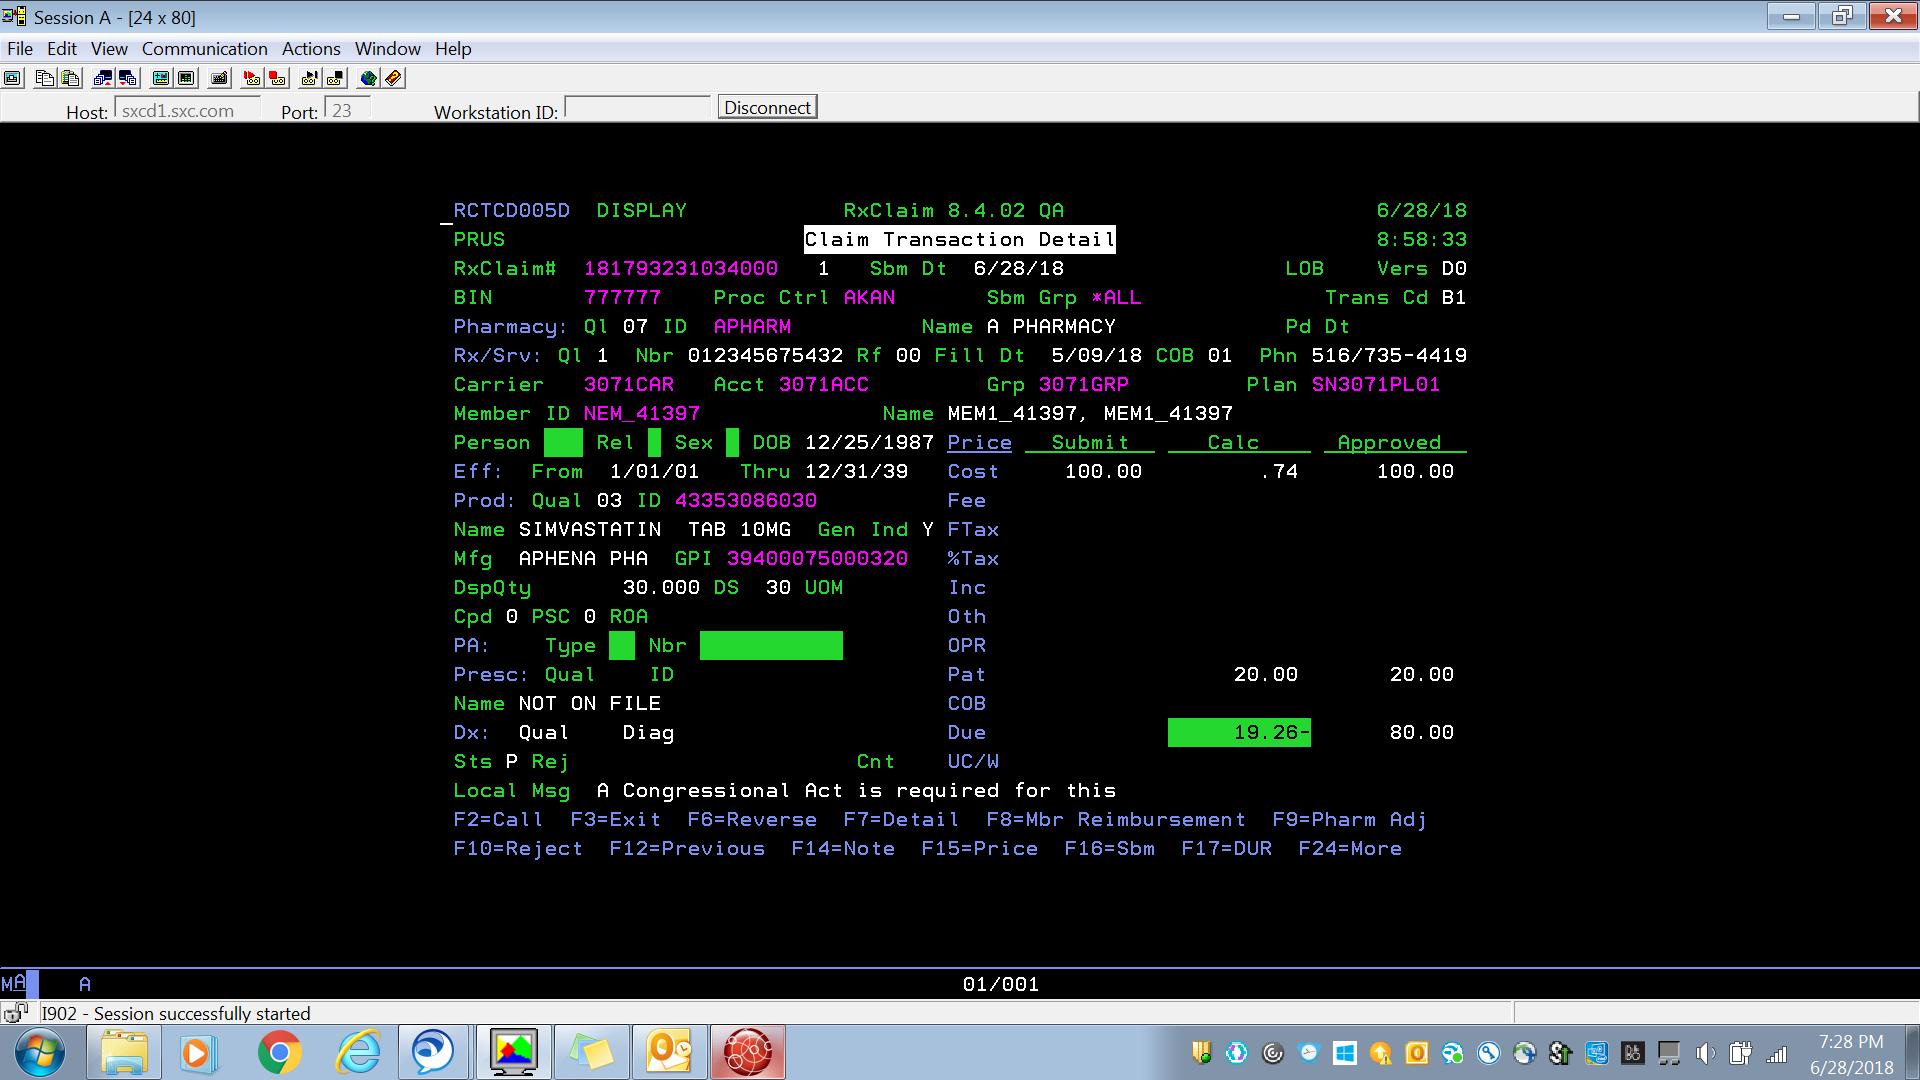 Session A - [24 x 80]
File Edit View Communication Actions Window Help
Host: sxcd1.sxc.com Port: 23 Workstation ID: Disconnect
RCTCD005D DISPLAY RxClaim 8.4.02 QA 6/28/18
PRUS Claim Transaction Detail 8:58:33
RxClaim# 181793231034000 1 Sbm Dt 6/28/18 LOB Vers D0
BIN 777777 Proc Ctrl AKAN Sbm Grp *ALL Trans Cd B1
Pharmacy: Ql 07 ID APHARM Name A PHARMACY Pd Dt
Rx/Srv: Ql 1 Nbr 012345675432 Rf 00 Fill Dt 5/09/18 COB 01 Phn 516/735-4419
Carrier 3071CAR Acct 3071ACC Grp 3071GRP Plan SN3071PL01
Member ID NEM_41397 Name MEM1_41397, MEM1_41397
Person Rel Sex DOB 12/25/1987 Price Submit Calc Approved
Eff: From 1/01/01 Thru 12/31/39 Cost 100.00 .74 100.00
Prod: Qual 03 ID 43353086030 Fee
Name SIMVASTATIN TAB 10MG Gen Ind Y FTax
Mfg APHENA PHA GPI 39400075000320 %Tax
DspQty 30.000 DS 30 UOM Inc
Cpd 0 PSC 0 ROA Oth
PA: Type Nbr OPR
Presc: Qual ID Pat 20.00 20.00
Name NOT ON FILE COB
Dx: Qual Diag Due 19.26- 80.00
Sts P Rej Cnt UC/W
Local Msg A Congressional Act is required for this
F2=Call F3=Exit F6=Reverse F7=Detail F8=Mbr Reimbursement F9=Pharm Adj
F10=Reject F12=Previous F14=Note F15=Price F16=Sbm F17=DUR F24=More
MA A 01/001
I902 - Session successfully started
7:28 PM
6/28/2018